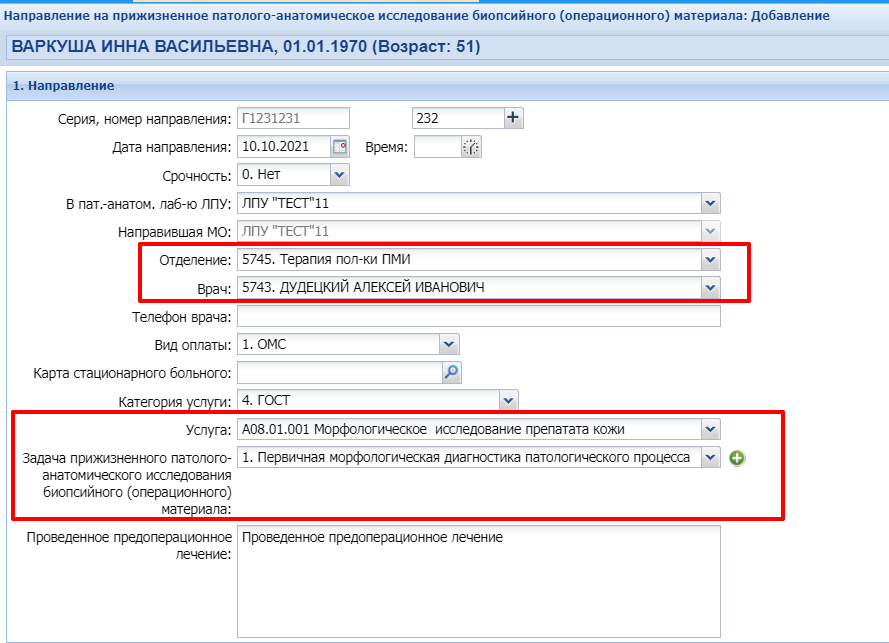 Направление на прижизненное патолого-анатомическое исследование биопсийного (операционного) материала: Добавление
ВАРКУША ИННА ВАСИЛЬЕВНА, 01.01.1970 (Возраст: 51)
1. Направление
Серия, номер направления: Г1231231 232
Дата направления: 10.10.2021 Время:
Срочность: 0. Нет
В пат.-анатом. лаб-ю ЛПУ: ЛПУ "ТЕСТ"11
Направившая МО: ЛПУ "ТЕСТ"11
Отделение: 5745. Терапия пол-ки ПМИ
Врач: 5743. ДУДЕЦКИЙ АЛЕКСЕЙ ИВАНОВИЧ
Телефон врача:
Вид оплаты: 1. ОМС
Карта стационарного больного:
Категория услуги: 4. ГОСТ
Услуга: A08.01.001 Морфологическое исследование препатата кожи
Задача прижизненного патолого- 1. Первичная морфологическая диагностика патологического процесса
анатомического исследования
биопсийного (операционного)
материала:
Проведенное предоперационное Проведенное предоперационное лечение
лечение: